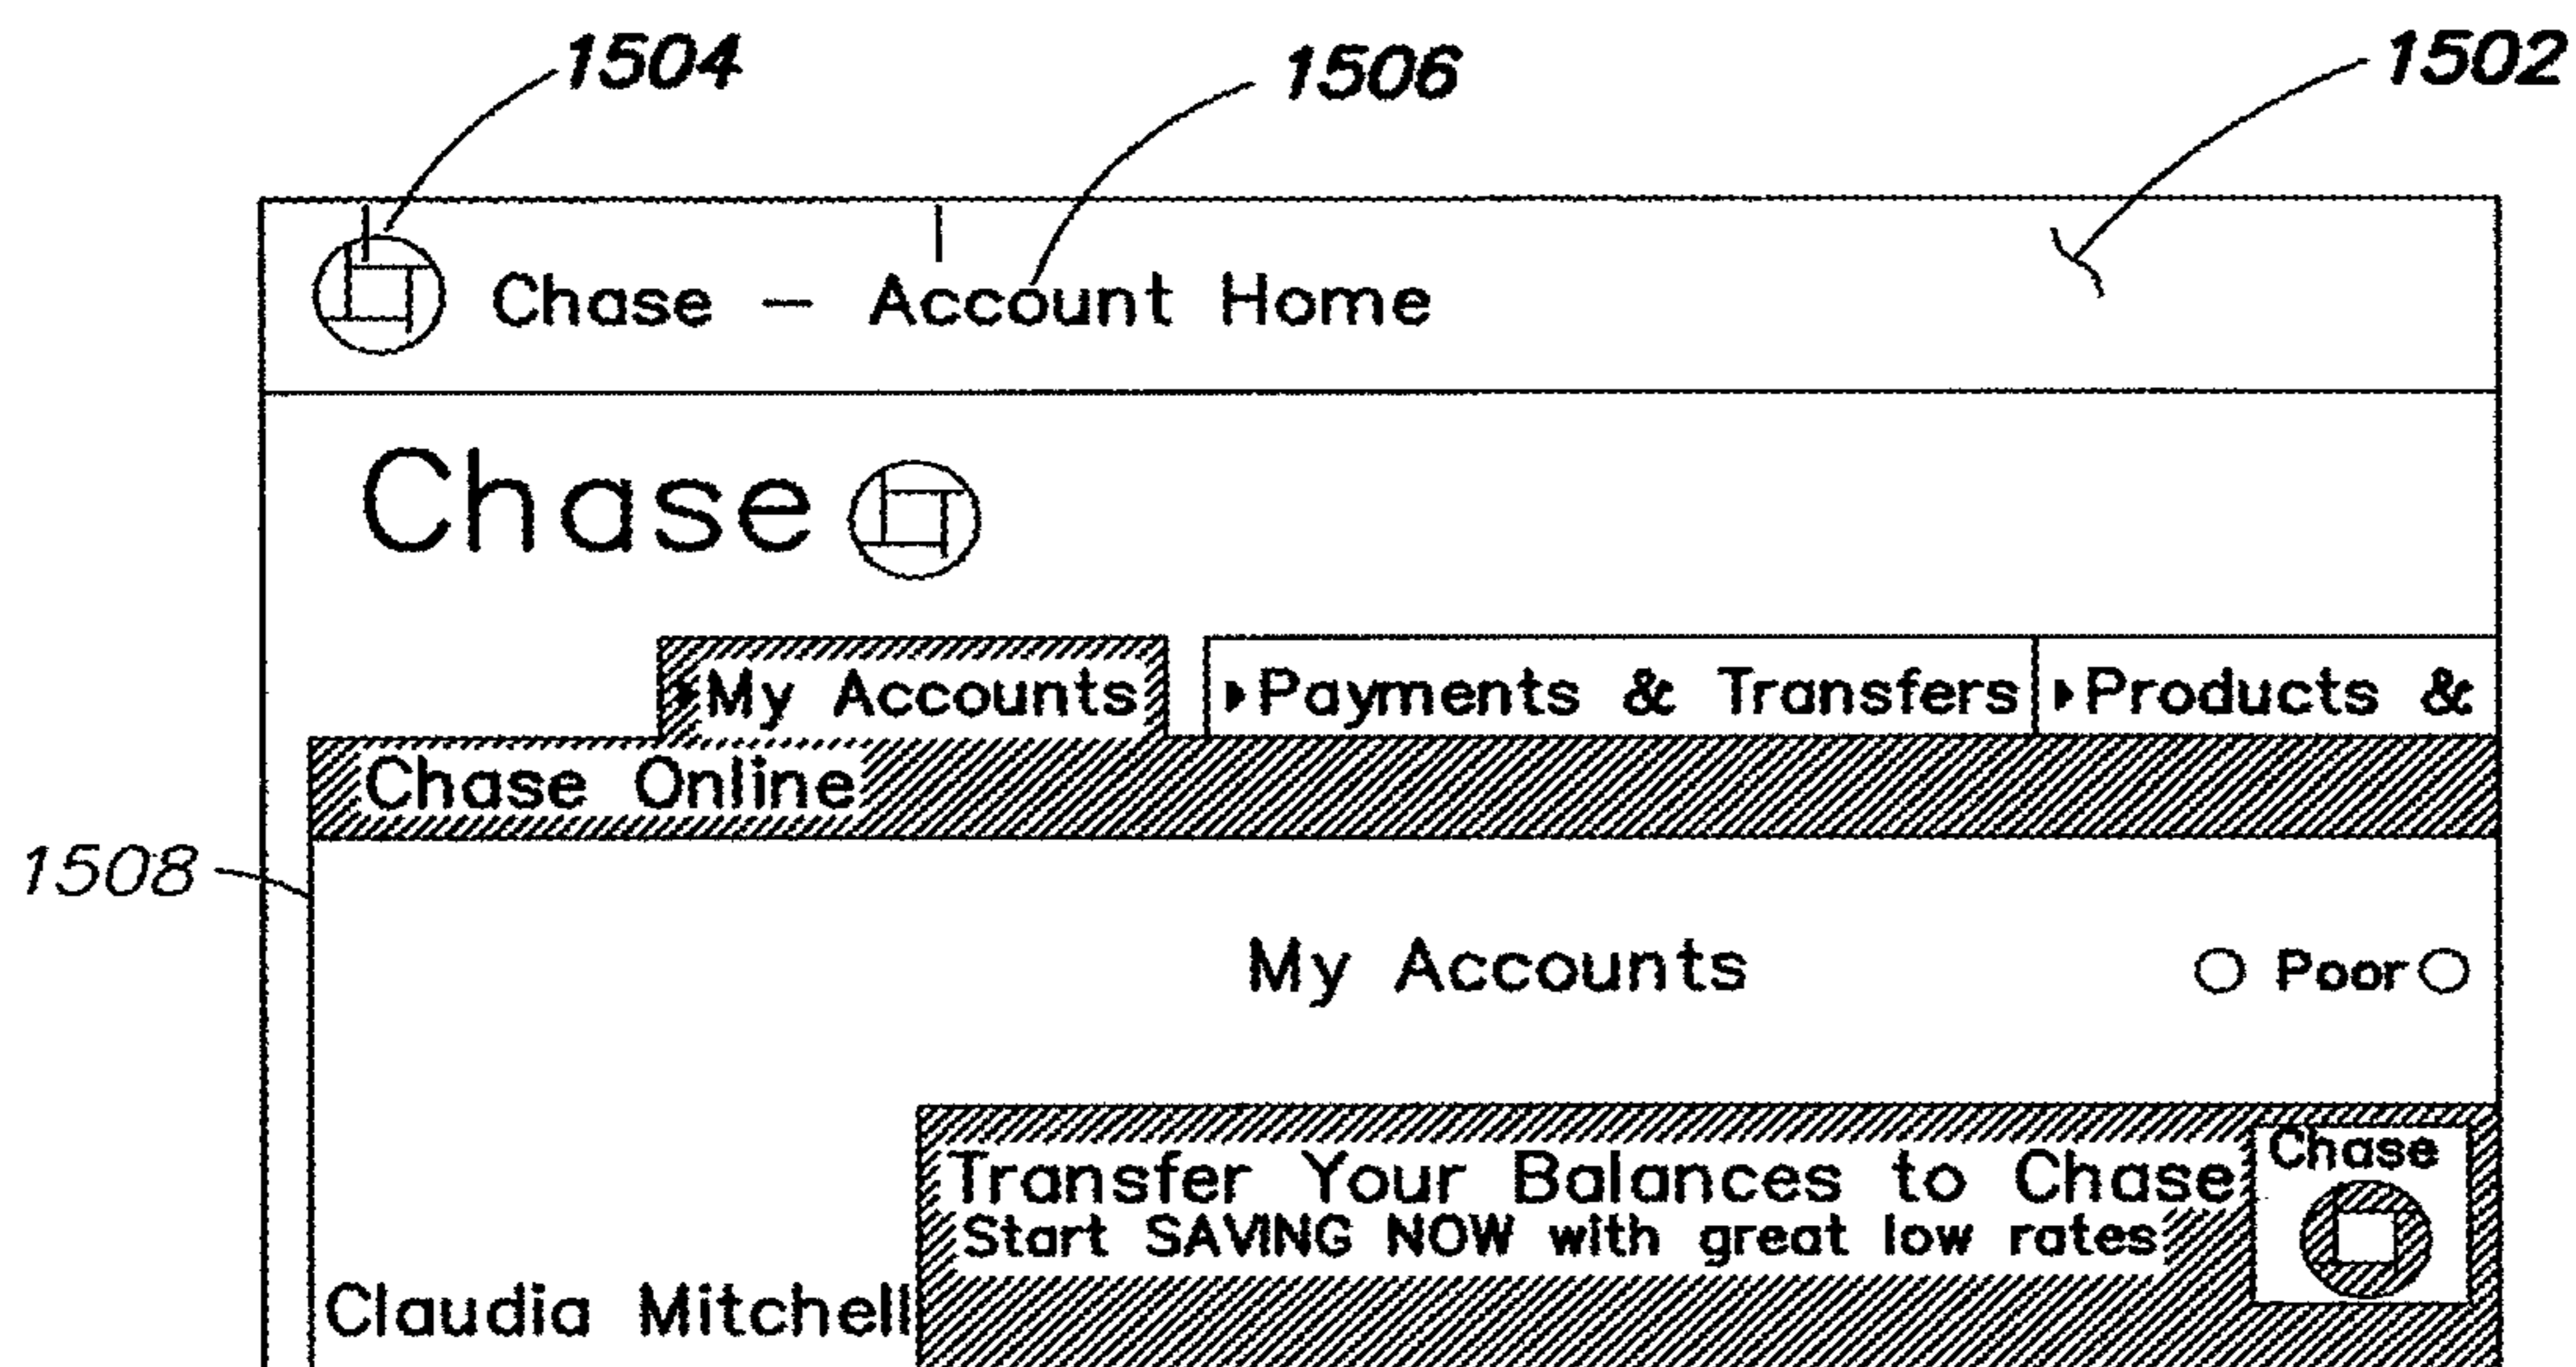 1504
1506
1502
Chase – Account Home
Chase
My Accounts
Payments & Transfers
Products &
Chase Online
1508
My Accounts
Poor
Transfer Your Balances to Chase
Chase
Start SAVING NOW with great low rates
Claudia Mitchell